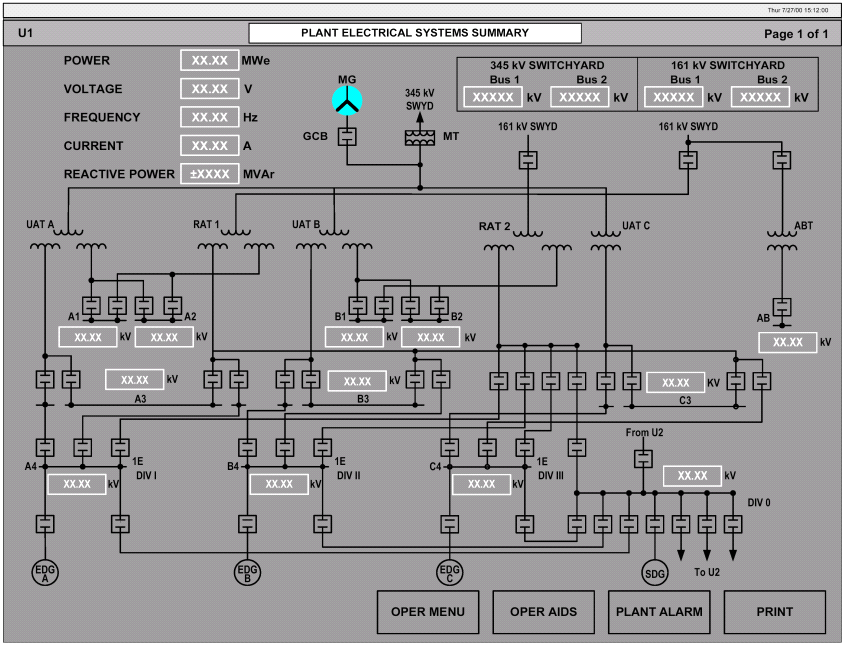 Thur 7/27/00 15:12:00
U1
PLANT ELECTRICAL SYSTEMS SUMMARY
Page 1 of 1
POWER XX.XX MWe
VOLTAGE XX.XX V
FREQUENCY XX.XX Hz
CURRENT XX.XX A
REACTIVE POWER ±XXXX MVAr
MG
GCB
345 kV
SWYD
MT
345 kV SWITCHYARD
Bus 1 Bus 2
XXXXX kV XXXXX kV
161 kV SWITCHYARD
Bus 1 Bus 2
XXXXX kV XXXXX kV
161 kV SWYD
161 kV SWYD
UAT A
RAT 1
UAT B
RAT 2
UAT C
ABT
A1
A2
B1
B2
AB
XX.XX kV
XX.XX kV
XX.XX kV
XX.XX kV
XX.XX kV
XX.XX kV
A3
XX.XX kV
B3
XX.XX KV
C3
From U2
A4
1E
DIV I
XX.XX kV
B4
1E
DIV II
XX.XX kV
C4
1E
DIV III
XX.XX kV
XX.XX kV
DIV 0
EDG
A
EDG
B
EDG
C
SDG
To U2
OPER MENU
OPER AIDS
PLANT ALARM
PRINT